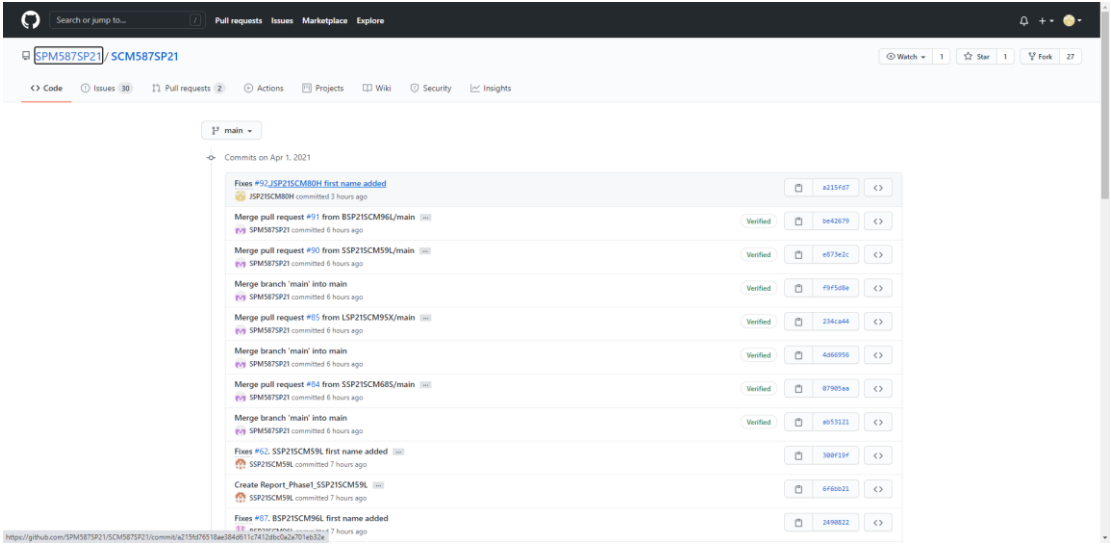 Search or jump to... /
Pull requests Issues Marketplace Explore
SPM587SP21 / SCM587SP21
Watch 1 Star 1 Fork 27
Code Issues 30 Pull requests 2 Actions Projects Wiki Security Insights
main
Commits on Apr 1, 2021
Fixes #92,JSP21SCM80H first name added
JSP21SCM80H committed 3 hours ago
a215fd7
Merge pull request #91 from BSP21SCM96L/main ...
SPM587SP21 committed 6 hours ago
Verified be42679
Merge pull request #90 from SSP21SCM59L/main ...
SPM587SP21 committed 6 hours ago
Verified e873e2c
Merge branch 'main' into main
SPM587SP21 committed 6 hours ago
Verified f9f5d8e
Merge pull request #85 from LSP21SCM95X/main ...
SPM587SP21 committed 6 hours ago
Verified 234ca44
Merge branch 'main' into main
SPM587SP21 committed 6 hours ago
Verified 4d66956
Merge pull request #84 from SSP21SCM68S/main ...
SPM587SP21 committed 6 hours ago
Verified 07905aa
Merge branch 'main' into main
SPM587SP21 committed 6 hours ago
Verified ab53121
Fixes #62, SSP21SCM59L first name added ...
SSP21SCM59L committed 7 hours ago
300f19f
Create Report_Phase1_SSP21SCM59L ...
SSP21SCM59L committed 7 hours ago
6f6bb21
Fixes #87, BSP21SCM96L first name added
BSP21SCM96L committed 7 hours ago
2490822
https://github.com/SPM587SP21/SCM587SP21/commit/a215fd76518ae384d611c7412dbc0a2a701eb32e